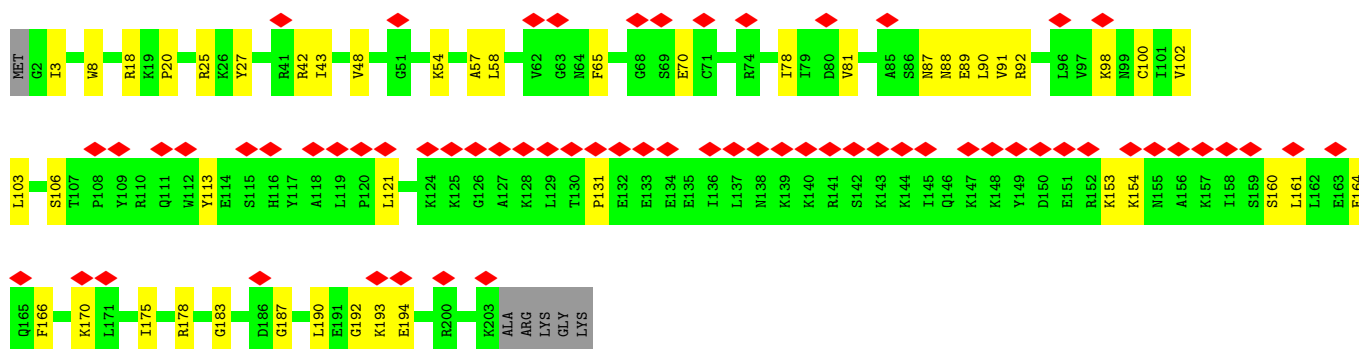 MET G2 I3 W8 R18 K19 P20 R25 K26 Y27 R41 R42 I43 V48 G51 K54 A57 L58 V62 G63 N64 F65 G68 S69 E70 C71 R74 I78 I79 D80 V81 A85 S86 N87 N88 E89 L90 V91 R92 L96 V97 K98 N99 C100 I101 V102
L103 S106 T107 P108 Y109 R110 Q111 W112 Y113 E114 S115 H116 Y117 A118 L119 P120 L121 K124 K125 G126 A127 K128 L129 T130 P131 E132 E133 E134 E135 I136 L137 N138 K139 K140 R141 S142 K143 K144 I145 Q146 K147 K148 Y149 D150 E151 R152 K153 K154 N155 A156 K157 I158 S159 S160 L161 L162 E163 E164
Q165 F166 K170 L171 I175 R178 G183 D186 G187 L190 E191 G192 K193 E194 R200 K203 ALA ARG LYS GLY LYS